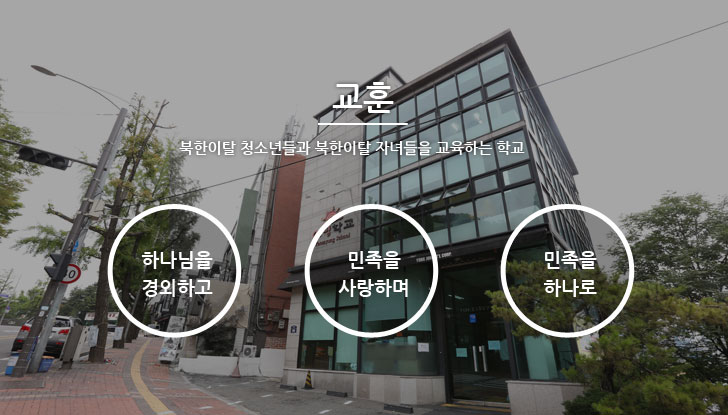 교훈
북한이탈 청소년들과 북한이탈 자녀들을 교육하는 학교
하나님을
경외하고
민족을
사랑하며
민족을
하나로